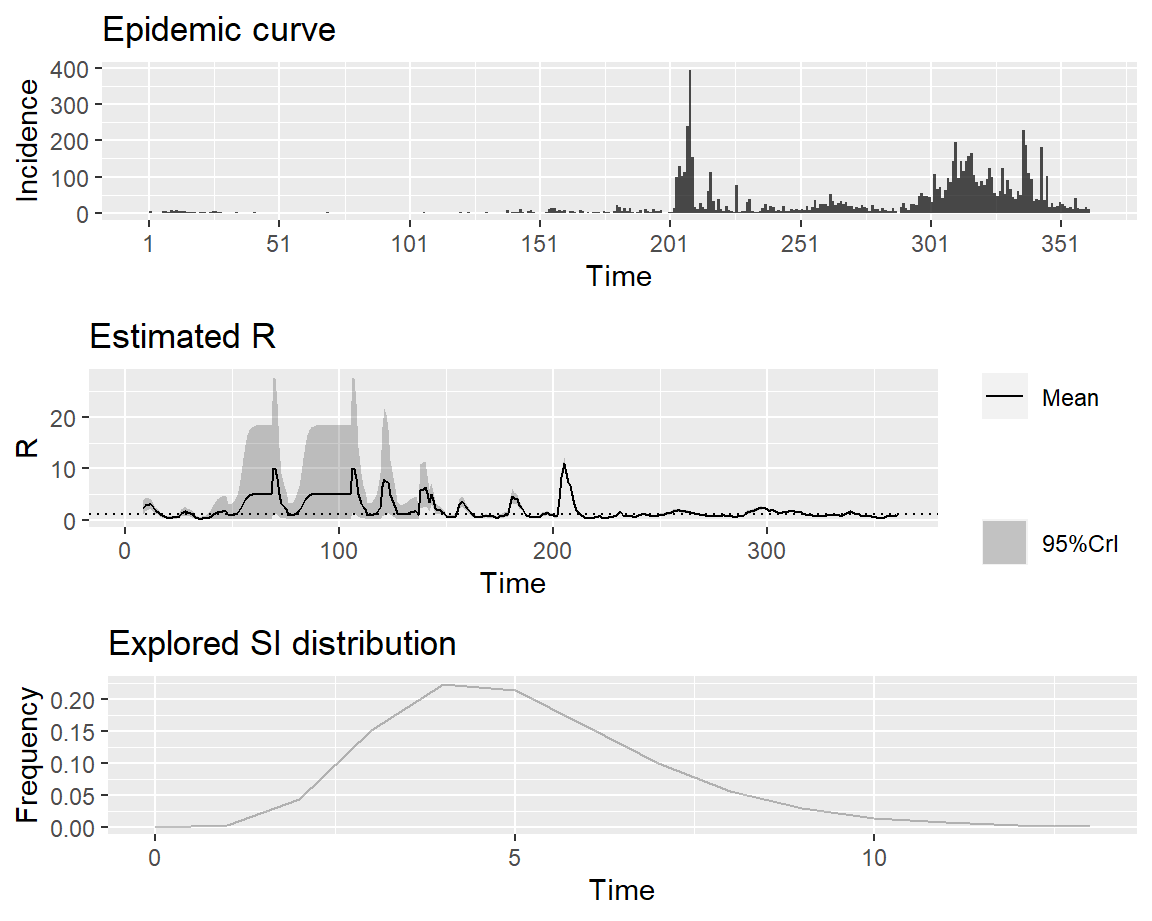 Epidemic curve
400
300
200
100
0
Incidence
1 51 101 151 201 251 301 351
Time
Estimated R
20
10
0
R
0 100 200 300
Time
Mean
95%CrI
Explored SI distribution
0.20
0.15
0.10
0.05
0.00
Frequency
0 5 10
Time